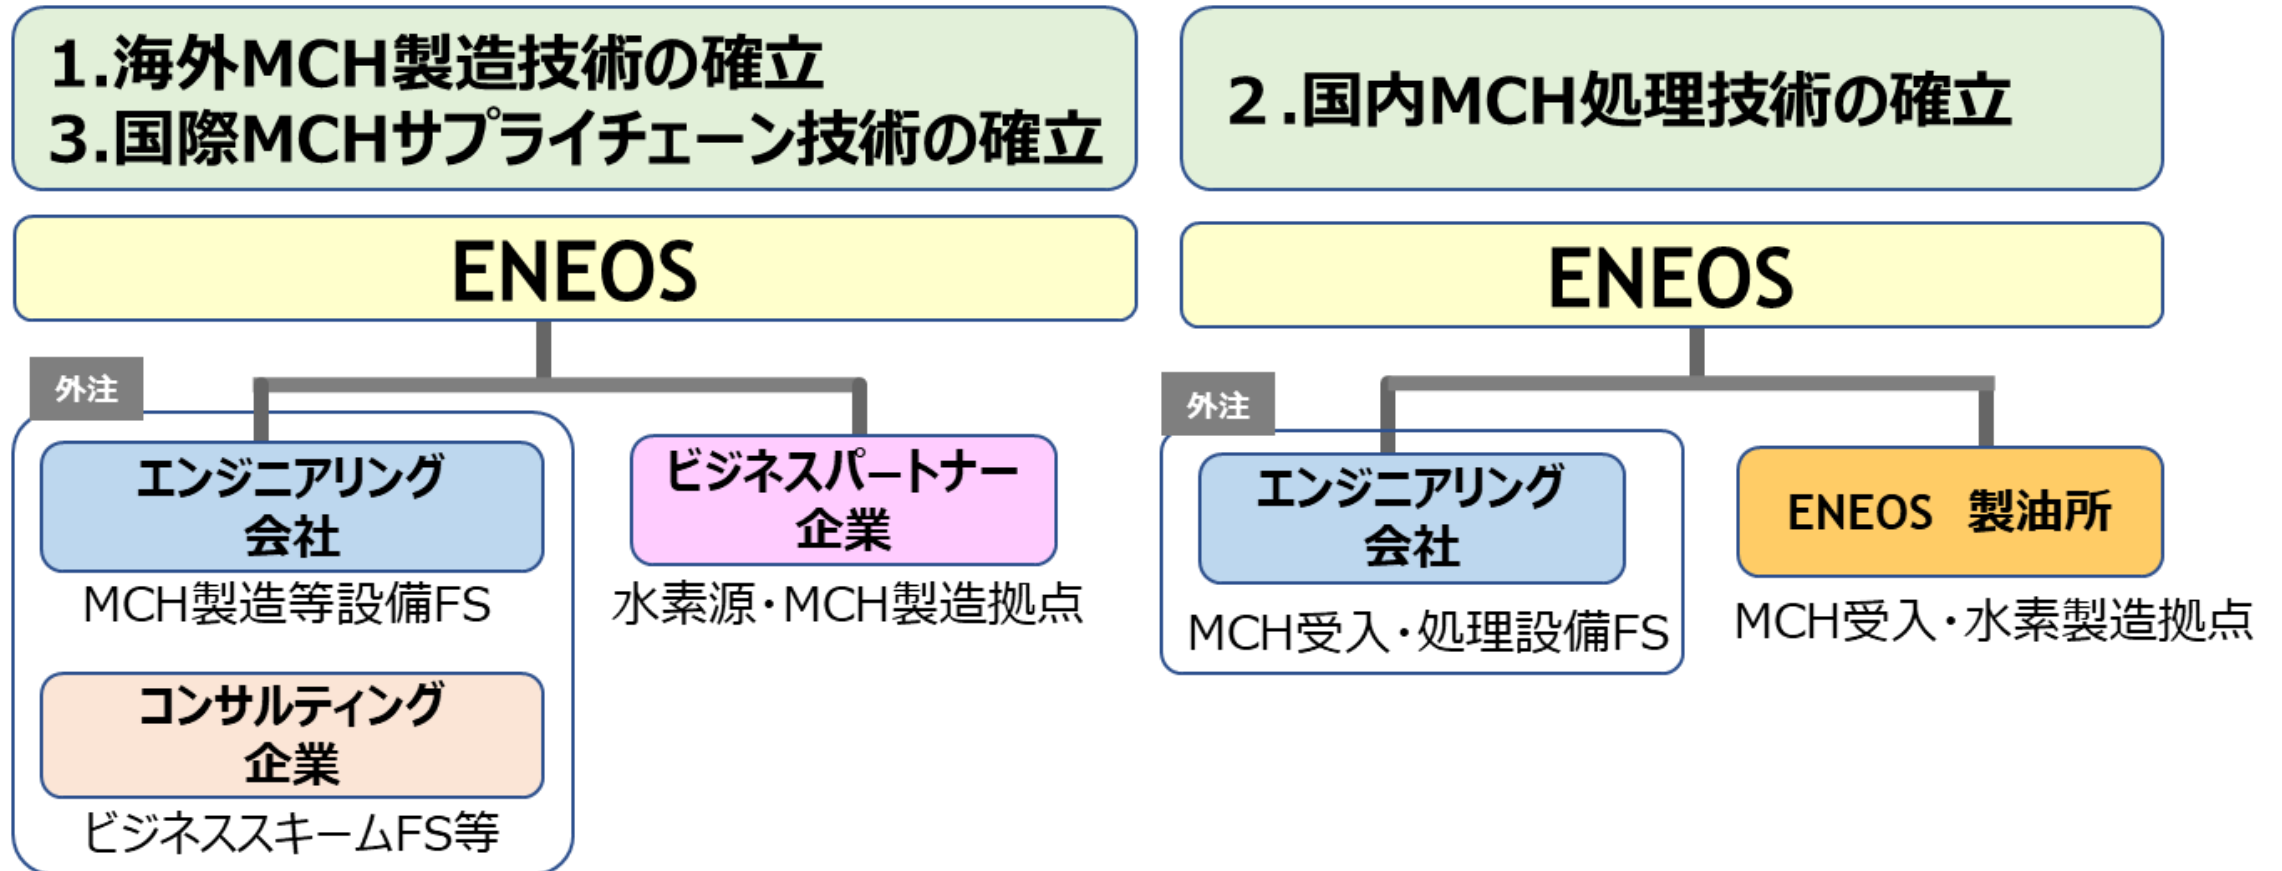 1.海外MCH製造技術の確立
3.国際MCHサプライチェーン技術の確立
ENEOS
外注
エンジニアリング
会社
MCH製造等設備FS
コンサルティング
企業
ビジネススキームFS等
ビジネスパートナー
企業
水素源・MCH製造拠点
２.国内MCH処理技術の確立
ENEOS
外注
エンジニアリング
会社
MCH受入・処理設備FS
ENEOS　製油所
MCH受入・水素製造拠点